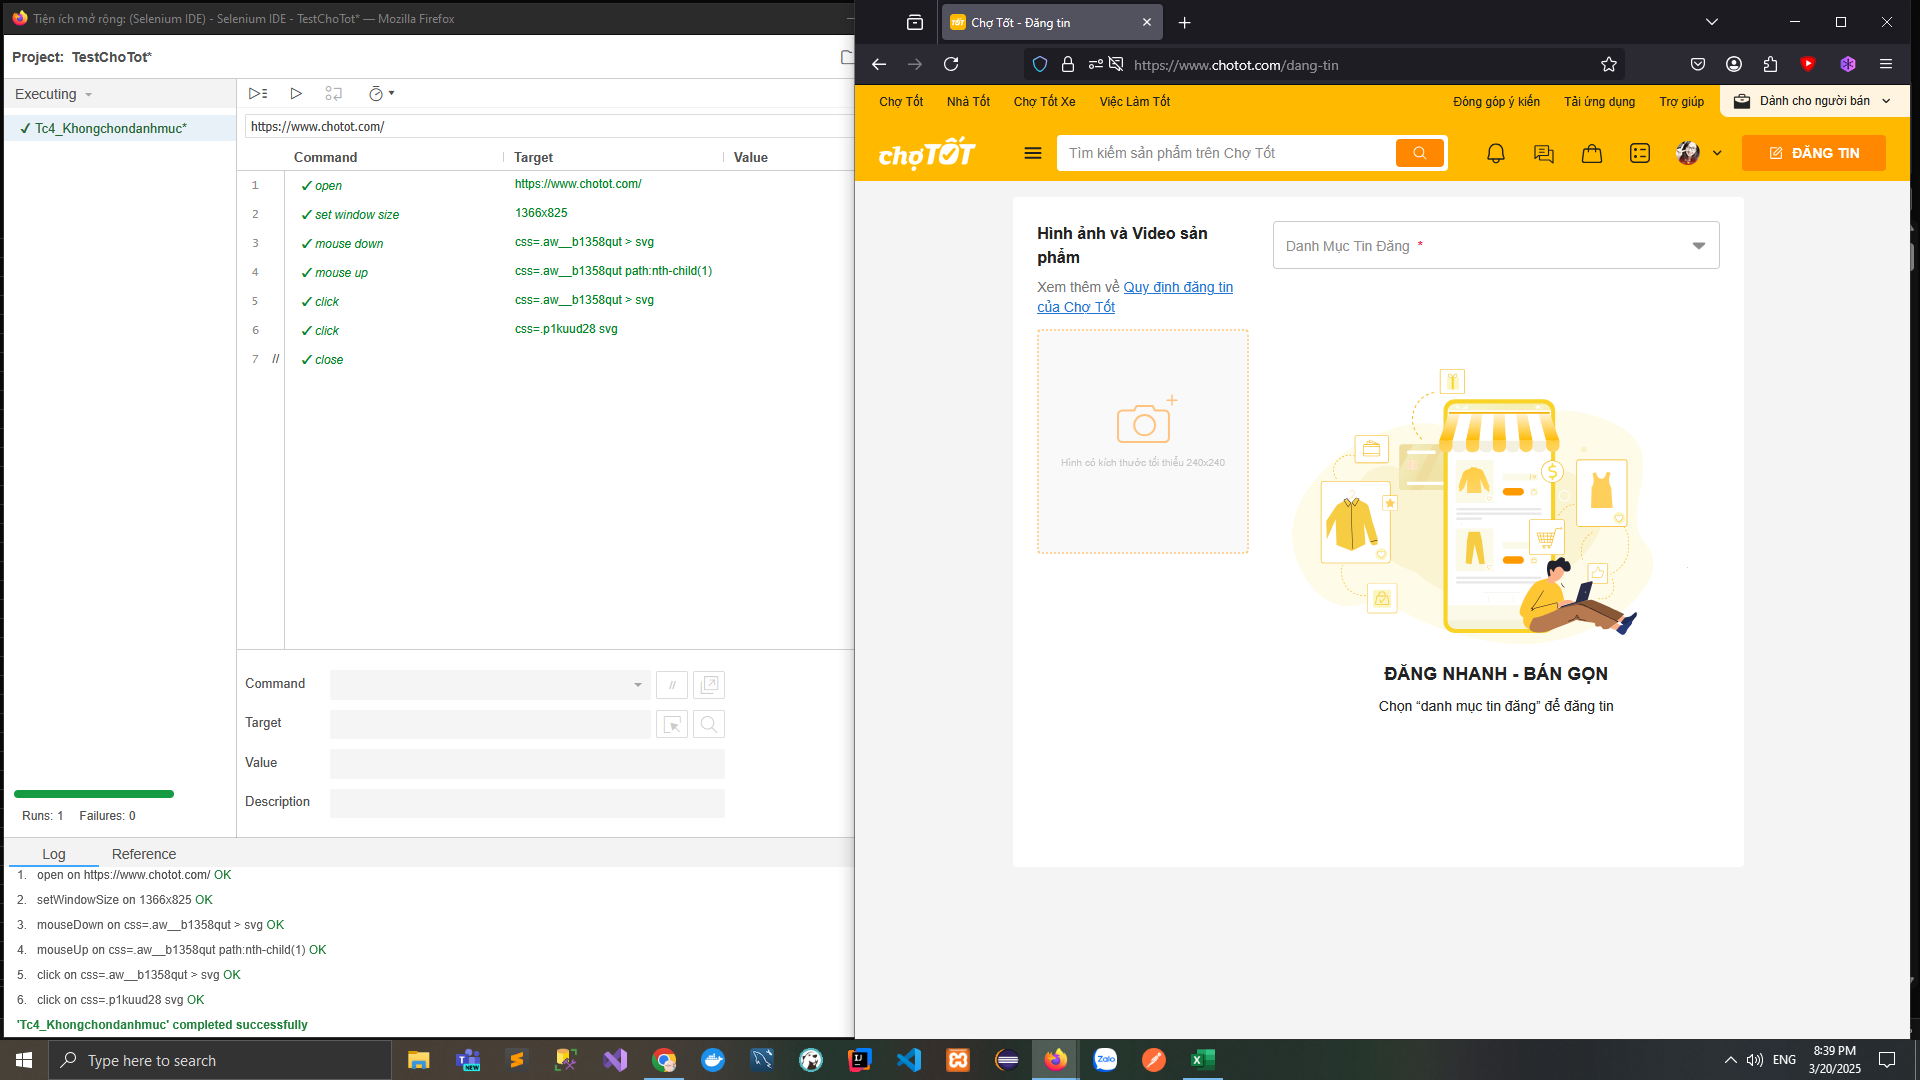 Tiện ích mở rộng: (Selenium IDE) - Selenium IDE - TestChoTot* — Mozilla Firefox
Project: TestChoTot*
Executing
✓ Tc4_Khongchondanhmuc*
https://www.chotot.com/
Command Target Value
1 ✓ open https://www.chotot.com/
2 ✓ set window size 1366x825
3 ✓ mouse down css=.aw__b1358qut > svg
4 ✓ mouse up css=.aw__b1358qut path:nth-child(1)
5 ✓ click css=.aw__b1358qut > svg
6 ✓ click css=.p1kuud28 svg
7 // ✓ close
Command //
Target
Value
Description
Runs: 1 Failures: 0
Log Reference
1. open on https://www.chotot.com/ OK
2. setWindowSize on 1366x825 OK
3. mouseDown on css=.aw__b1358qut > svg OK
4. mouseUp on css=.aw__b1358qut path:nth-child(1) OK
5. click on css=.aw__b1358qut > svg OK
6. click on css=.p1kuud28 svg OK
'Tc4_Khongchondanhmuc' completed successfully
Chợ Tốt - Đăng tin
https://www.chotot.com/dang-tin
Chợ Tốt Nhà Tốt Chợ Tốt Xe Việc Làm Tốt Đóng góp ý kiến Tải ứng dụng Trợ giúp Dành cho người bán
chợTỐT Tìm kiếm sản phẩm trên Chợ Tốt ĐĂNG TIN
Hình ảnh và Video sản
phẩm
Xem thêm về Quy định đăng tin
của Chợ Tốt
Hình có kích thước tối thiểu 240x240
Danh Mục Tin Đăng *
ĐĂNG NHANH - BÁN GỌN
Chọn “danh mục tin đăng” để đăng tin
Type here to search
ENG
8:39 PM
3/20/2025